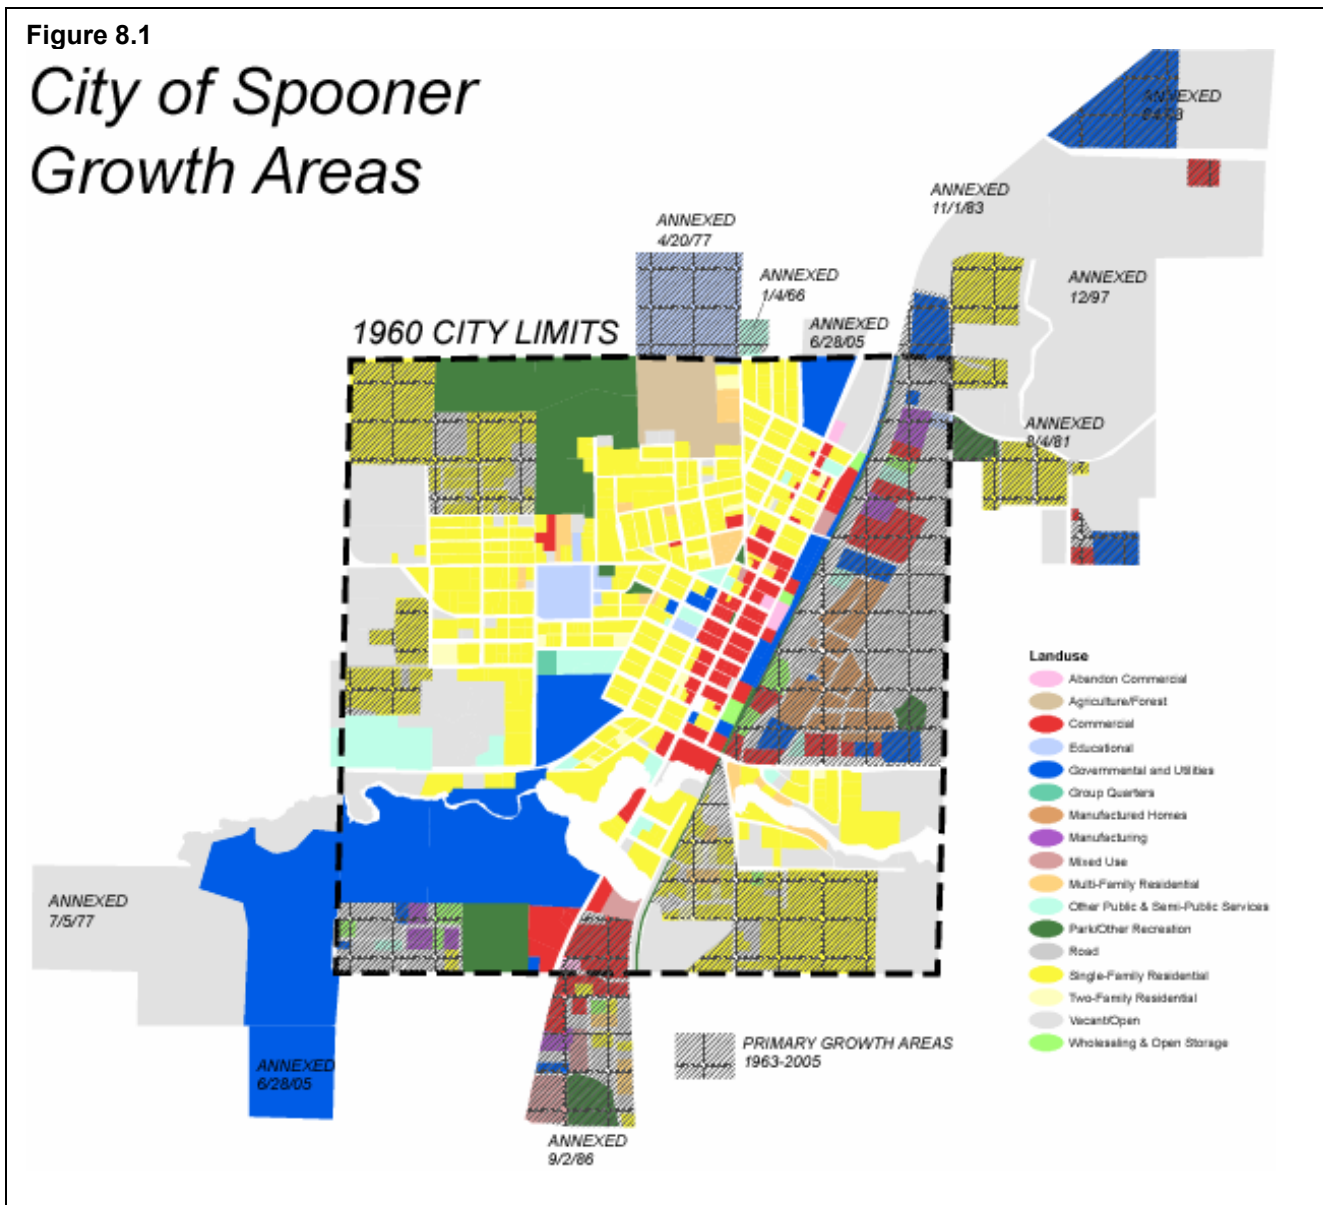 Figure 8.1
City of Spooner
Growth Areas
ANNEXED
ANNEXED
11/1/83
ANNEXED
4/20/77
ANNEXED
1/4/66
ANNEXED
12/97
1960 CITY LIMITS
ANNEXED
6/28/05
ANNEXED
8/4/81
Landuse
Abandon Commercial
Agriculture/Forest
Commercial
Educational
Governmental and Utilities
Group Quarters
Manufactured Homes
Manufacturing
Mixed Use
Multi-Family Residential
Other Public & Semi-Public Services
Park/Other Recreation
Road
Single-Family Residential
Two-Family Residential
Vacant/Open
Wholesaling & Open Storage
ANNEXED
7/5/77
PRIMARY GROWTH AREAS
1963-2005
ANNEXED
6/28/05
ANNEXED
9/2/86